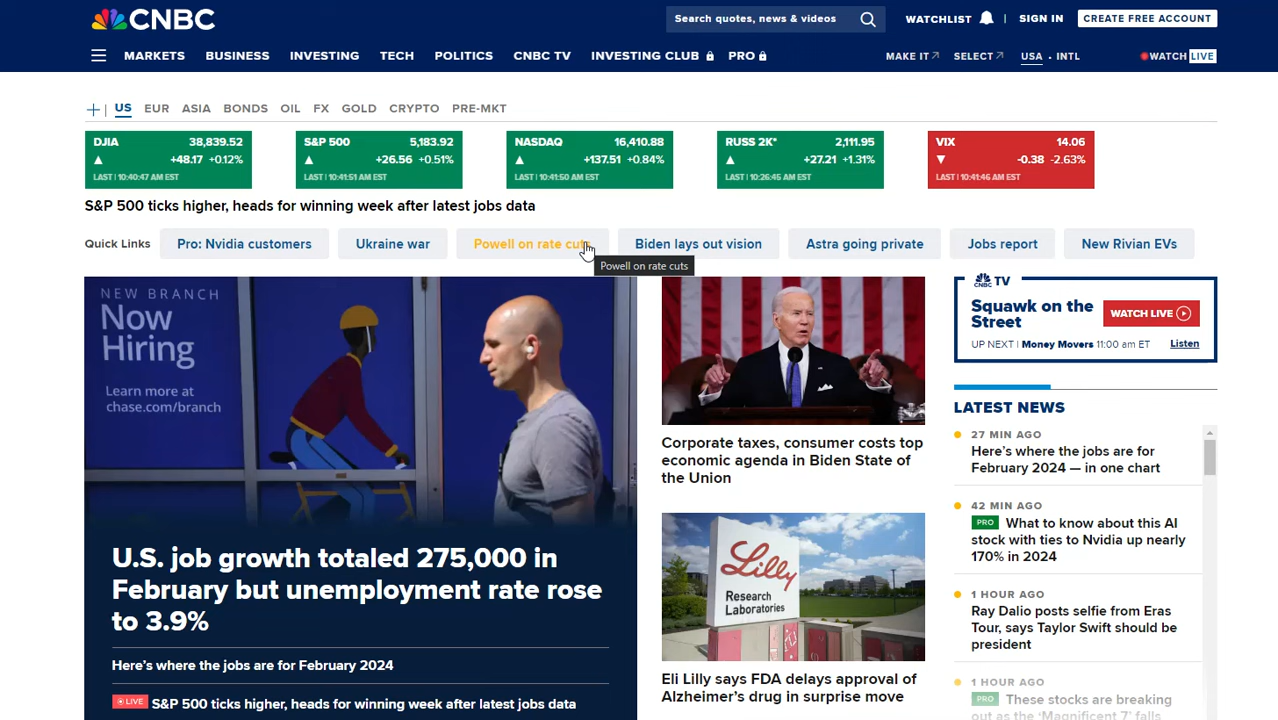 CNBC
Search quotes, news & videos
WATCHLIST
SIGN IN
CREATE FREE ACCOUNT
MARKETS BUSINESS INVESTING TECH POLITICS CNBC TV INVESTING CLUB PRO
MAKE IT SELECT USA • INTL WATCH LIVE
US EUR ASIA BONDS OIL FX GOLD CRYPTO PRE-MKT
DJIA 38,839.52
+48.17 +0.12%
LAST | 10:40:47 AM EST
S&P 500 5,183.92
+26.56 +0.51%
LAST | 10:41:51 AM EST
NASDAQ 16,410.88
+137.51 +0.84%
LAST | 10:41:50 AM EST
RUSS 2K* 2,111.95
+27.21 +1.31%
LAST | 10:26:45 AM EST
VIX 14.06
-0.38 -2.63%
LAST | 10:41:46 AM EST
S&P 500 ticks higher, heads for winning week after latest jobs data
Quick Links
Pro: Nvidia customers
Ukraine war
Powell on rate cuts
Biden lays out vision
Astra going private
Jobs report
New Rivian EVs
Powell on rate cuts
NEW BRANCH
Now
Hiring
Learn more at
chase.com/branch
U.S. job growth totaled 275,000 in
February but unemployment rate rose
to 3.9%
Here's where the jobs are for February 2024
LIVE S&P 500 ticks higher, heads for winning week after latest jobs data
Corporate taxes, consumer costs top
economic agenda in Biden State of
the Union
Lilly
Research
Laboratories
Eli Lilly says FDA delays approval of
Alzheimer's drug in surprise move
CNBC TV
Squawk on the
Street
WATCH LIVE
UP NEXT | Money Movers 11:00 am ET
Listen
LATEST NEWS
27 MIN AGO
Here's where the jobs are for
February 2024 — in one chart
42 MIN AGO
PRO What to know about this AI
stock with ties to Nvidia up nearly
170% in 2024
1 HOUR AGO
Ray Dalio posts selfie from Eras
Tour, says Taylor Swift should be
president
1 HOUR AGO
PRO These stocks are breaking
out as the 'Magnificent 7' falls